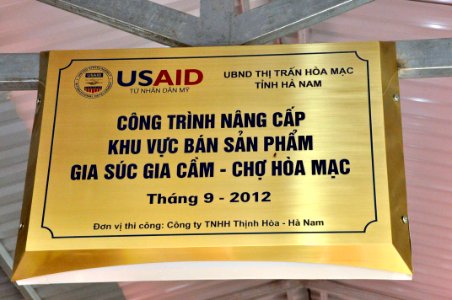 USAID
TỪ NHÂN DÂN MỸ
UBND THỊ TRẤN HÒA MẠC
TỈNH HÀ NAM
CÔNG TRÌNH NÂNG CẤP
KHU VỰC BÁN SẢN PHẨM
GIA SÚC GIA CẦM - CHỢ HÒA MẠC
Tháng 9 - 2012
Đơn vị thi công: Công ty TNHH Thịnh Hòa - Hà Nam